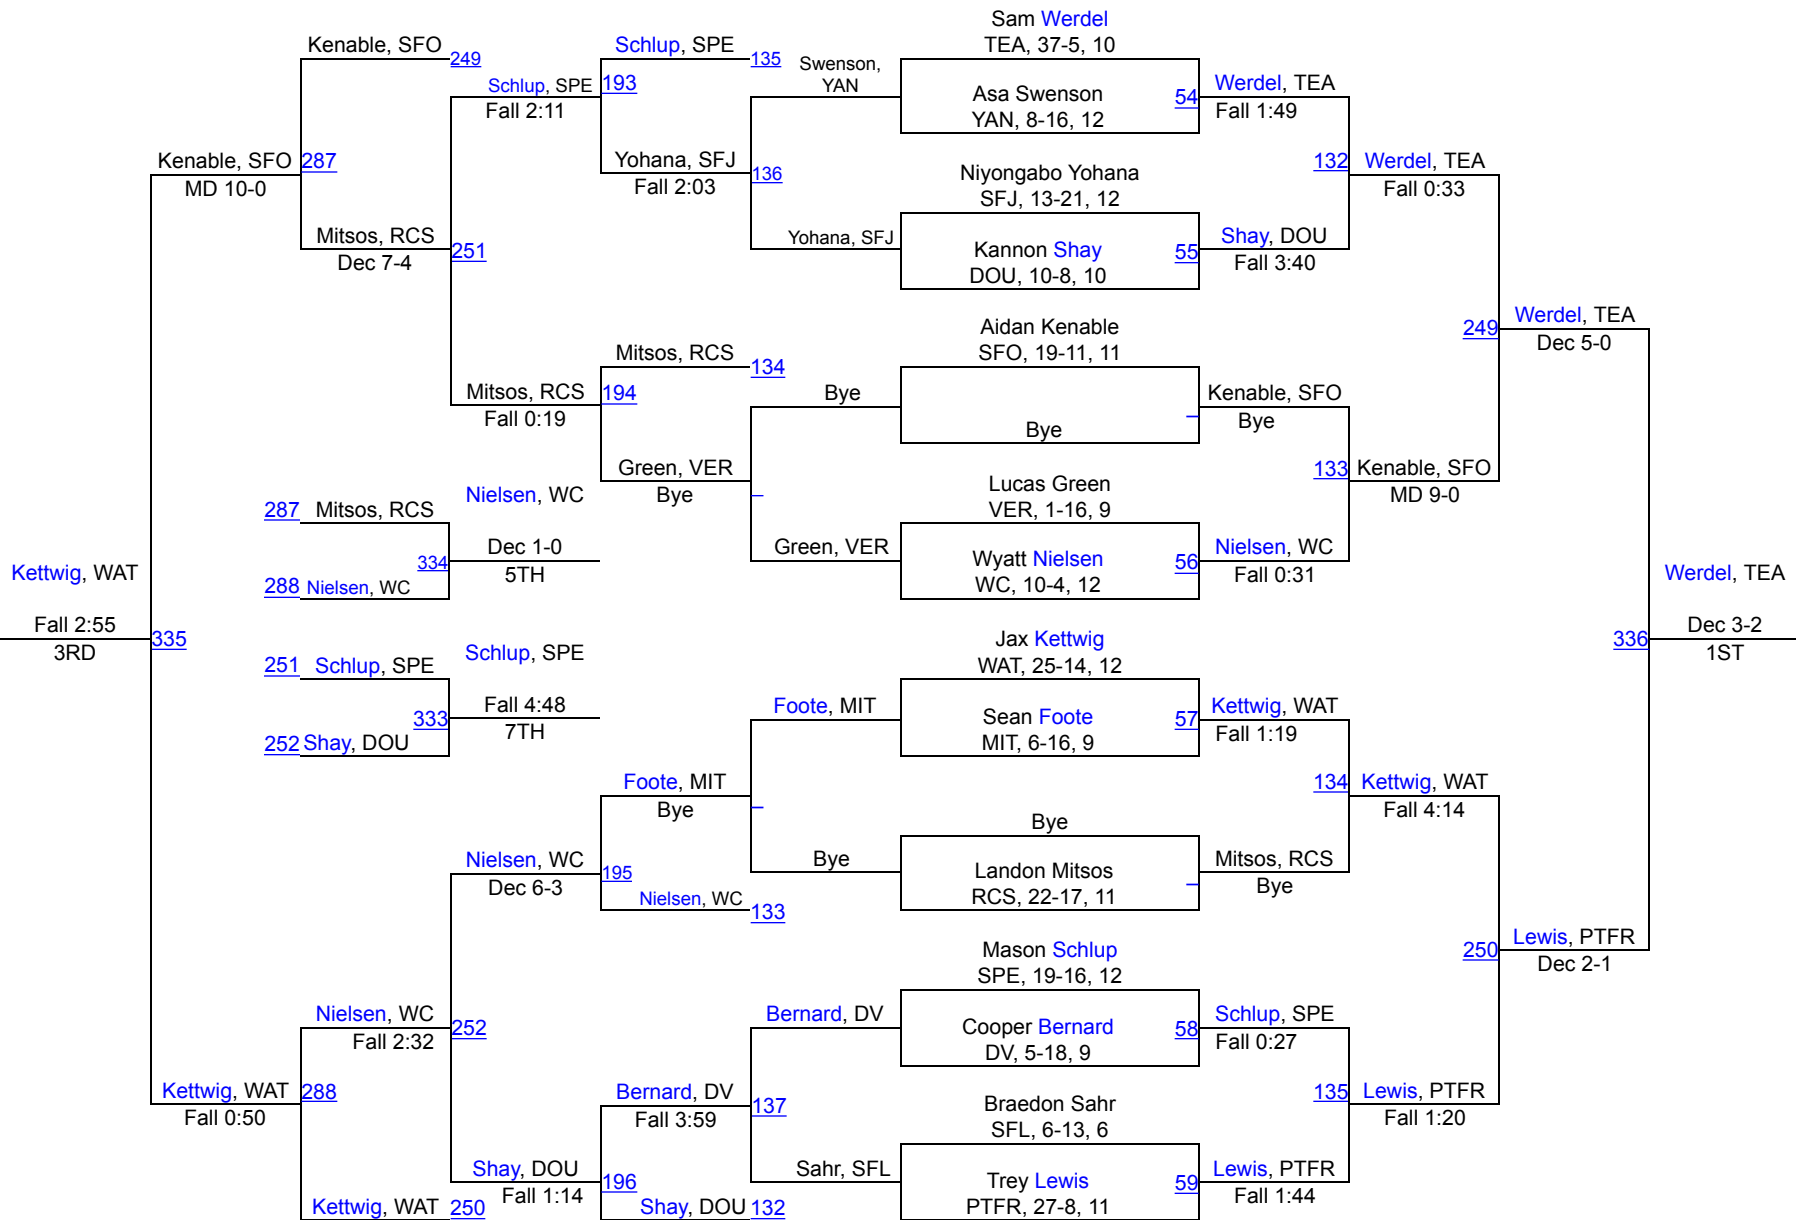 Kenable, SFO
249
Kenable, SFO
MD 10-0
287
Mitsos, RCS
Dec 7-4
251
Schlup, SPE
Fall 2:11
193
Schlup, SPE
135
Yohana, SFJ
Fall 2:03
136
Swenson,
YAN
Yohana, SFJ
Mitsos, RCS
Fall 0:19
194
Mitsos, RCS
134
Green, VER
Bye
Bye
Green, VER
Sam Werdel
TEA, 37-5, 10
Asa Swenson
YAN, 8-16, 12
54
Werdel, TEA
Fall 1:49
Niyongabo Yohana
SFJ, 13-21, 12
Kannon Shay
DOU, 10-8, 10
55
Shay, DOU
Fall 3:40
132
Werdel, TEA
Fall 0:33
Aidan Kenable
SFO, 19-11, 11
Bye
Kenable, SFO
Bye
Lucas Green
VER, 1-16, 9
Wyatt Nielsen
WC, 10-4, 12
56
Nielsen, WC
Fall 0:31
133
Kenable, SFO
MD 9-0
249
Werdel, TEA
Dec 5-0
287
Mitsos, RCS
288
Nielsen, WC
334
Nielsen, WC
Dec 1-0
5TH
Kettwig, WAT
Fall 2:55
3RD
335
251
Schlup, SPE
252
Shay, DOU
333
Schlup, SPE
Fall 4:48
7TH
Werdel, TEA
Dec 3-2
1ST
336
Jax Kettwig
WAT, 25-14, 12
Sean Foote
MIT, 6-16, 9
57
Kettwig, WAT
Fall 1:19
Bye
Landon Mitsos
RCS, 22-17, 11
Mitsos, RCS
Bye
134
Kettwig, WAT
Fall 4:14
Mason Schlup
SPE, 19-16, 12
Cooper Bernard
DV, 5-18, 9
58
Schlup, SPE
Fall 0:27
Braedon Sahr
SFL, 6-13, 6
Trey Lewis
PTFR, 27-8, 11
59
Lewis, PTFR
Fall 1:44
135
Lewis, PTFR
Fall 1:20
250
Lewis, PTFR
Dec 2-1
Foote, MIT
Bye
Foote, MIT
Bye
Nielsen, WC
Dec 6-3
195
Nielsen, WC
133
Nielsen, WC
Fall 2:32
252
Bernard, DV
Sahr, SFL
Bernard, DV
Fall 3:59
137
Shay, DOU
Fall 1:14
196
Shay, DOU
132
Kettwig, WAT
Fall 0:50
288
Kettwig, WAT
250